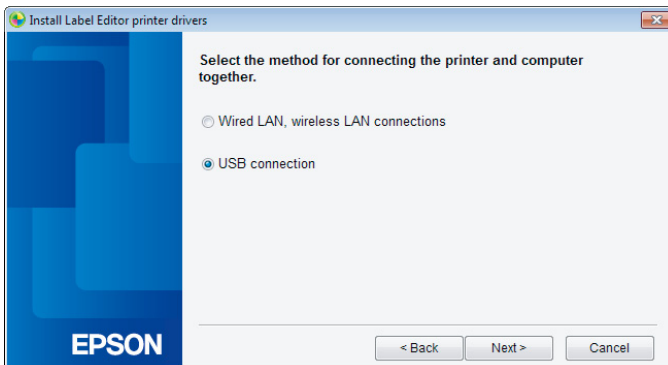 Install Label Editor printer drivers
Select the method for connecting the printer and computer
together.
Wired LAN, wireless LAN connections
USB connection
EPSON
< Back
Next >
Cancel